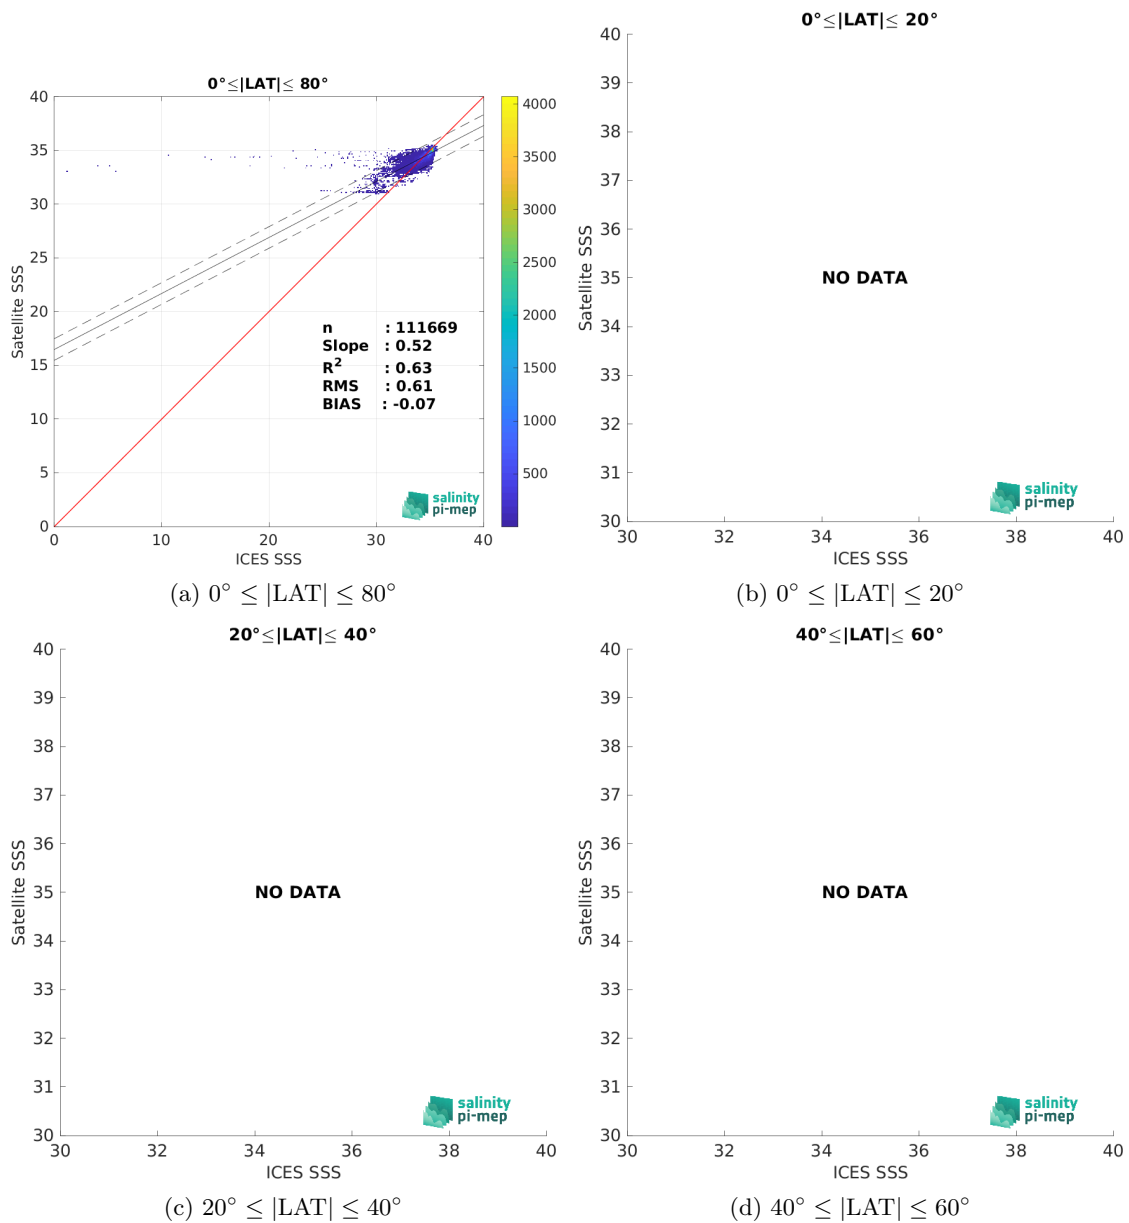 0°≤|LAT|≤ 80°
40
35
30
25
20
15
10
5
0
Satellite SSS
0
10
20
30
40
ICES SSS
n : 111669
Slope : 0.52
R² : 0.63
RMS : 0.61
BIAS : -0.07
salinity
pi-mep
4000
3500
3000
2500
2000
1500
1000
500
(a) 0° ≤ |LAT| ≤ 80°
0°≤|LAT|≤ 20°
40
39
38
37
36
35
34
33
32
31
30
Satellite SSS
NO DATA
salinity
pi-mep
30
32
34
36
38
40
ICES SSS
(b) 0° ≤ |LAT| ≤ 20°
20°≤|LAT|≤ 40°
40
39
38
37
36
35
34
33
32
31
30
Satellite SSS
NO DATA
salinity
pi-mep
30
32
34
36
38
40
ICES SSS
(c) 20° ≤ |LAT| ≤ 40°
40°≤|LAT|≤ 60°
40
39
38
37
36
35
34
33
32
31
30
Satellite SSS
NO DATA
salinity
pi-mep
30
32
34
36
38
40
ICES SSS
(d) 40° ≤ |LAT| ≤ 60°